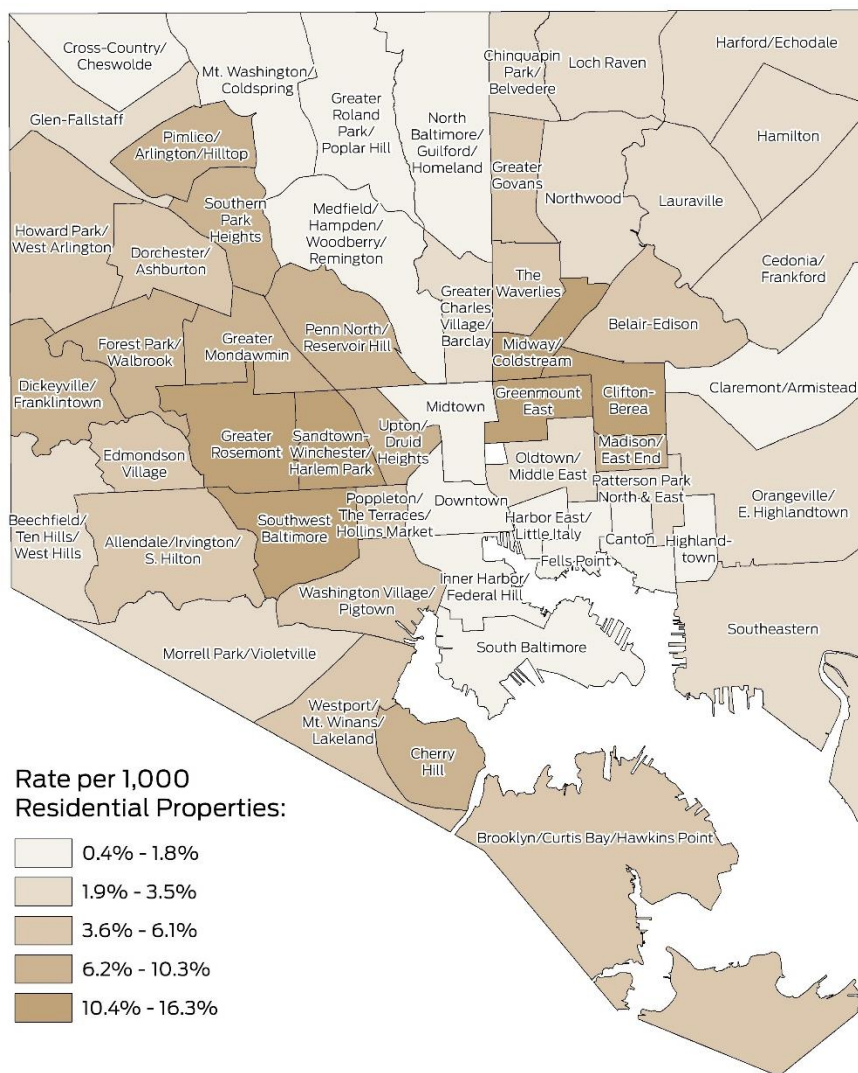 Cross-Country/
Cheswolde
Mt. Washington/
Coldspring
Greater
Roland
Park/
Poplar Hill
North
Baltimore/
Guilford/
Homeland
Chinquapin
Park/
Belvedere
Loch Raven
Harford/Echodale
Glen-Fallstaff
Pimlico/
Arlington/Hilltop
Hamilton
Greater
Govans
Northwood
Lauraville
Howard Park/
West Arlington
Southern
Park
Heights
Dorchester/
Ashburton
Medfield/
Hampden/
Woodberry/
Remington
Cedonia/
Frankford
The
Waverlies
Greater
Charles
Village/
Barclay
Belair-Edison
Penn North/
Reservoir Hill
Forest Park/
Walbrook
Greater
Mondawmin
Midway/
Coldstream
Dickeyville/
Franklintown
Claremont/Armistead
Midtown
Greenmount
East
Clifton-
Berea
Greater
Rosemont
Sandtown-
Winchester/
Harlem Park
Upton/
Druid
Heights
Madison/
East End
Edmondson
Village
Oldtown/
Middle East
Patterson Park
North & East
Orangeville/
E. Highlandtown
Beechfield/
Ten Hills/
West Hills
Allendale/Irvington/
S. Hilton
Southwest
Baltimore
Poppleton/
The Terraces/
Hollins Market
Downtown
Harbor East/
Little Italy
Canton
Highland-
town
Fells Point
Washington Village/
Pigtown
Inner Harbor/
Federal Hill
Southeastern
Morrell Park/Violetville
South Baltimore
Westport/
Mt. Winans/
Lakeland
Cherry
Hill
Brooklyn/Curtis Bay/Hawkins Point
Rate per 1,000
Residential Properties:
0.4% - 1.8%
1.9% - 3.5%
3.6% - 6.1%
6.2% - 10.3%
10.4% - 16.3%